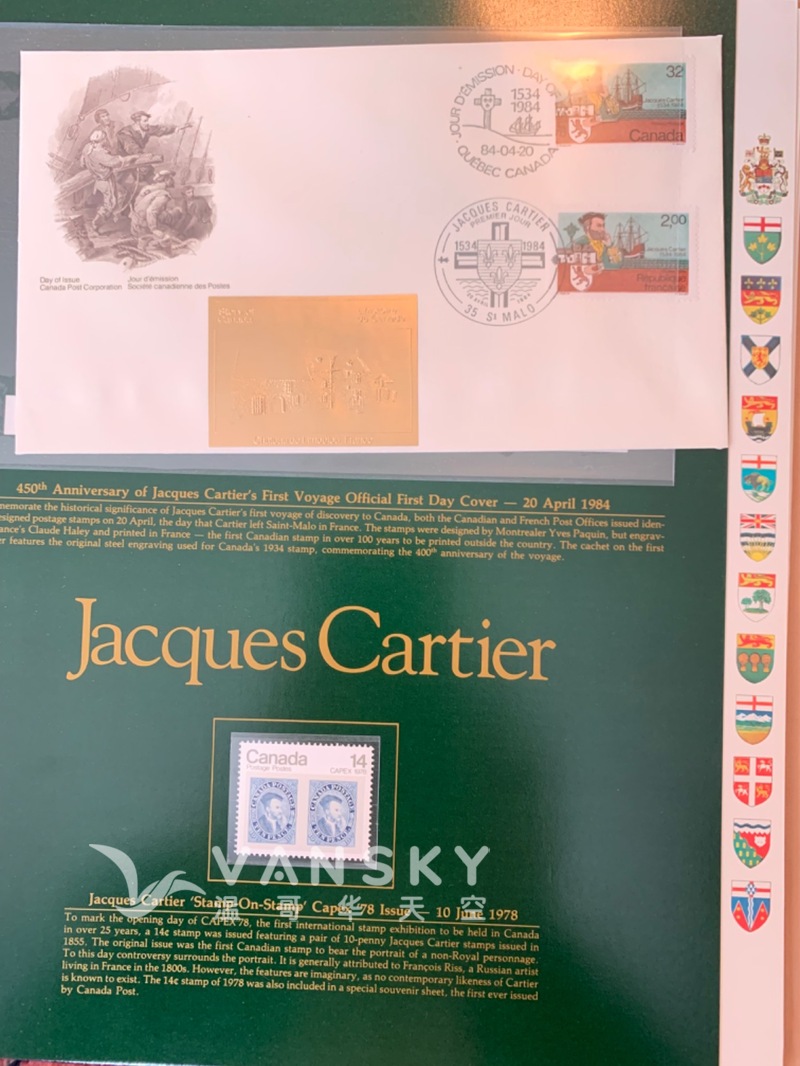 JOUR D'ÉMISSION · DAY OF
1534
1984
84-04-20
QUÉBEC CANADA
32
Jacques Cartier
1534 1984
Canada
JACQUES CARTIER
PREMIER JOUR
1534 1984
35 St MALO
2,00
Jacques Cartier
1534 1984
République
française
Day of Issue Jour d'émission
Canada Post Corporation Société canadienne des Postes
450th Anniversary of Jacques Cartier's First Voyage Official First Day Cover — 20 April 1984
memorate the historical significance of Jacques Cartier's first voyage of discovery to Canada, both the Canadian and French Post Offices issued iden-
signed postage stamps on 20 April, the day that Cartier left Saint-Malo in France. The stamps were designed by Montrealer Yves Paquin, but engrav-
ance's Claude Haley and printed in France — the first Canadian stamp in over 100 years to be printed outside the country. The cachet on the first
er features the original steel engraving used for Canada's 1934 stamp, commemorating the 400th anniversary of the voyage.
Jacques Cartier
Canada 14
Postage Postes CAPEX 1978
CANADA POSTAGE CANADA POSTAGE
TEN PENCE TEN PENCE
VANSKY
温哥华天空
Jacques Cartier 'Stamp-On-Stamp' Capex '78 Issue — 10 June 1978
To mark the opening day of CAPEX'78, the first international stamp exhibition to be held in Canada
in over 25 years, a 14¢ stamp was issued featuring a pair of 10-penny Jacques Cartier stamps issued in
1855. The original issue was the first Canadian stamp to bear the portrait of a non-Royal personnage.
To this day controversy surrounds the portrait. It is generally attributed to François Riss, a Russian artist
living in France in the 1800s. However, the features are imaginary, as no contemporary likeness of Cartier
is known to exist. The 14¢ stamp of 1978 was also included in a special souvenir sheet, the first ever issued
by Canada Post.